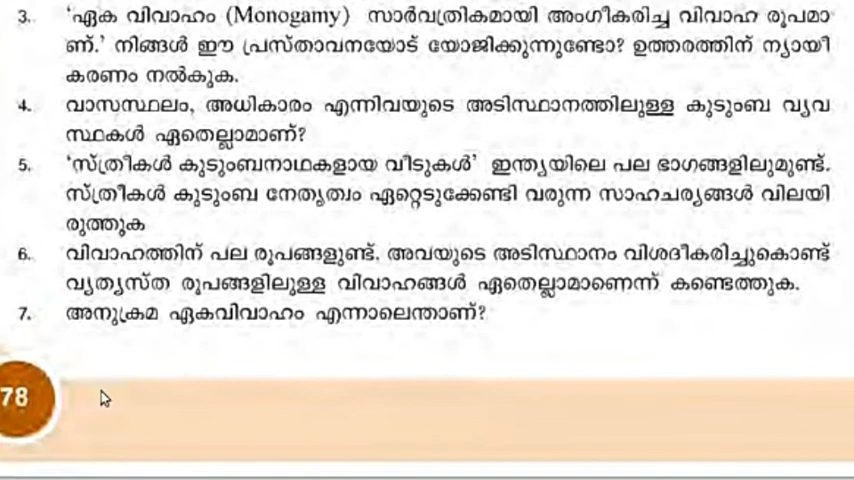 3. 'ഏക വിവാഹം (Monogamy) സാർവത്രികമായി അംഗീകരിച്ച വിവാഹ രൂപമാ
ണ്.' നിങ്ങൾ ഈ പ്രസ്താവനയോട് യോജിക്കുന്നുണ്ടോ? ഉത്തരത്തിന് ന്യായീ
കരണം നൽകുക.
4. വാസസ്ഥലം, അധികാരം എന്നിവയുടെ അടിസ്ഥാനത്തിലുള്ള കുടുംബ വ്യവ
സ്ഥകൾ ഏതെല്ലാമാണ്?
5. 'സ്ത്രീകൾ കുടുംബനാഥകളായ വീടുകൾ' ഇന്ത്യയിലെ പല ഭാഗങ്ങളിലുമുണ്ട്.
സ്ത്രീകൾ കുടുംബ നേതൃത്വം ഏറ്റെടുക്കേണ്ടി വരുന്ന സാഹചര്യങ്ങൾ വിലയി
രുത്തുക
6. വിവാഹത്തിന് പല രൂപങ്ങളുണ്ട്. അവയുടെ അടിസ്ഥാനം വിശദീകരിച്ചുകൊണ്ട്
വ്യത്യസ്ത രൂപങ്ങളിലുള്ള വിവാഹങ്ങൾ ഏതെല്ലാമാണെന്ന് കണ്ടെത്തുക.
7. അനുക്രമ ഏകവിവാഹം എന്നാലെന്താണ്?
78